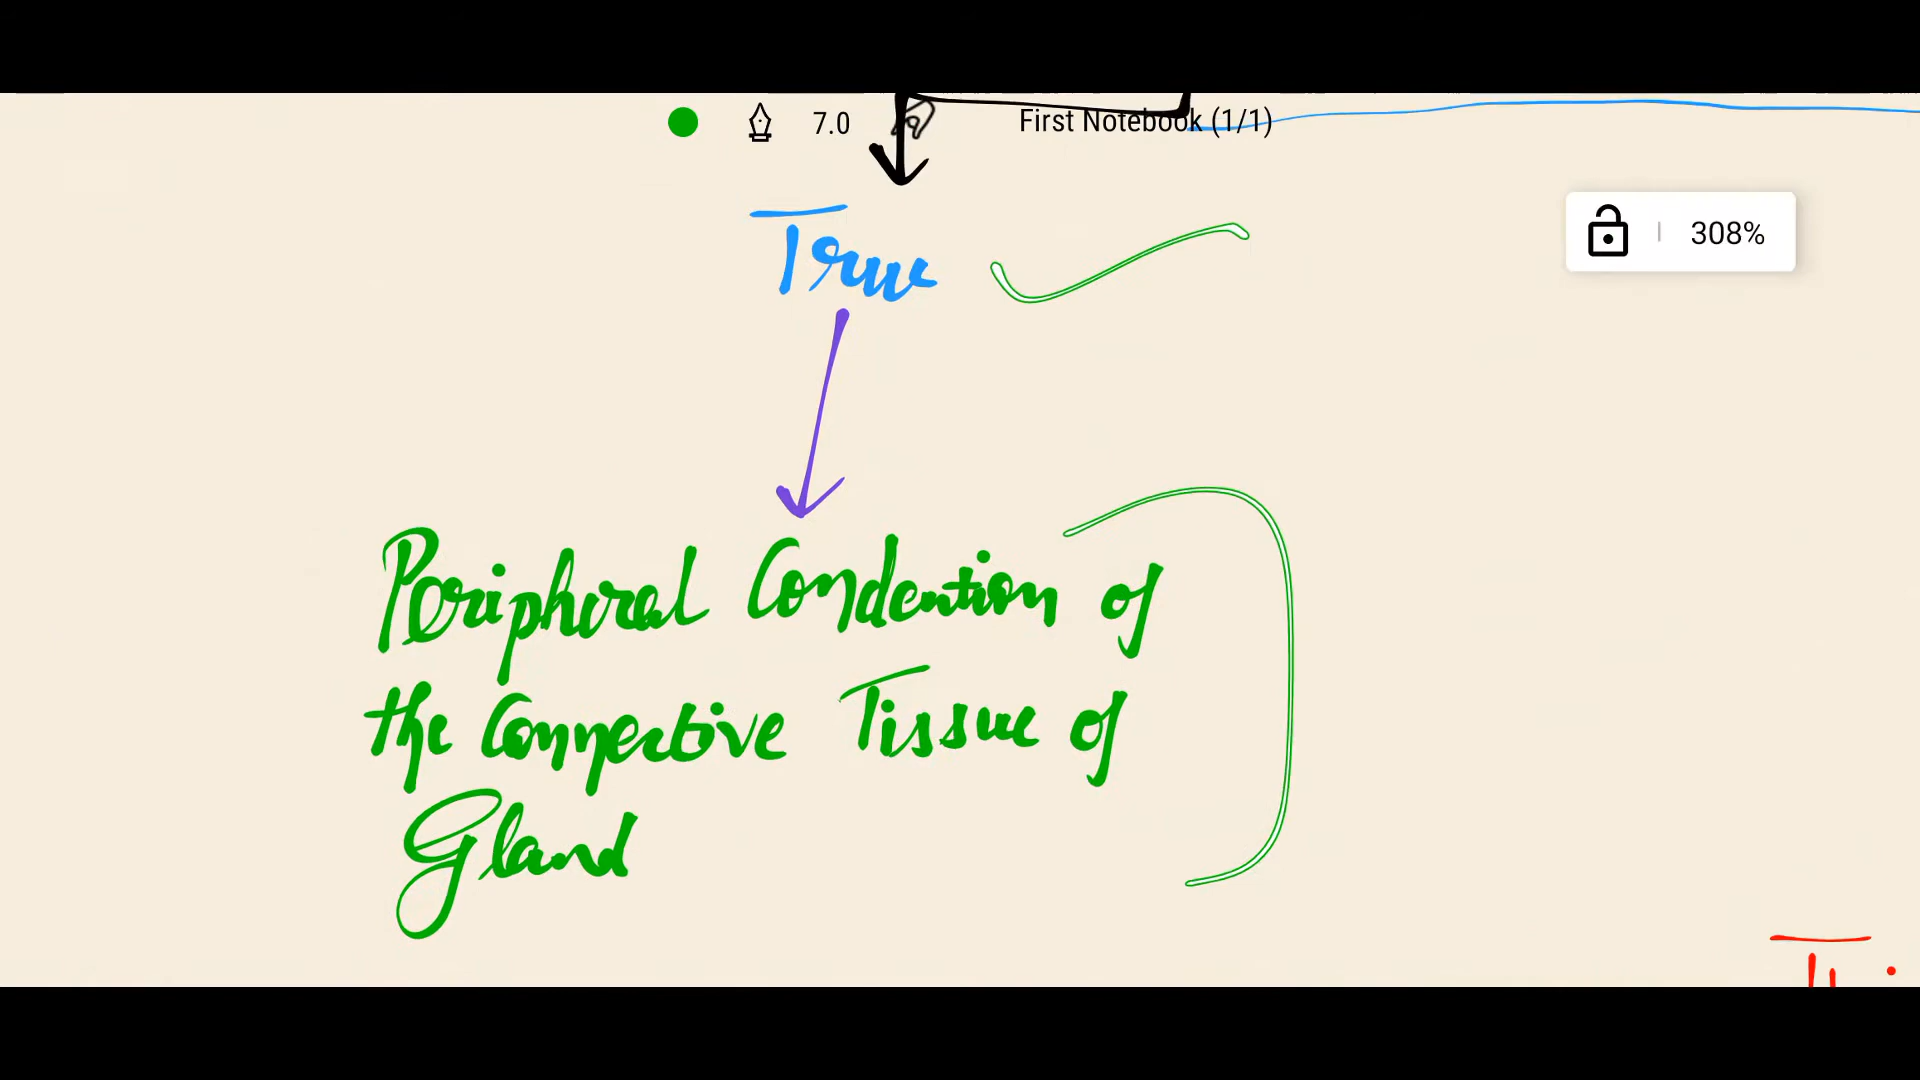 7.0 First Notebook (1/1)
True
308%
Peripheral Condention of
the Connective Tissue of
Gland